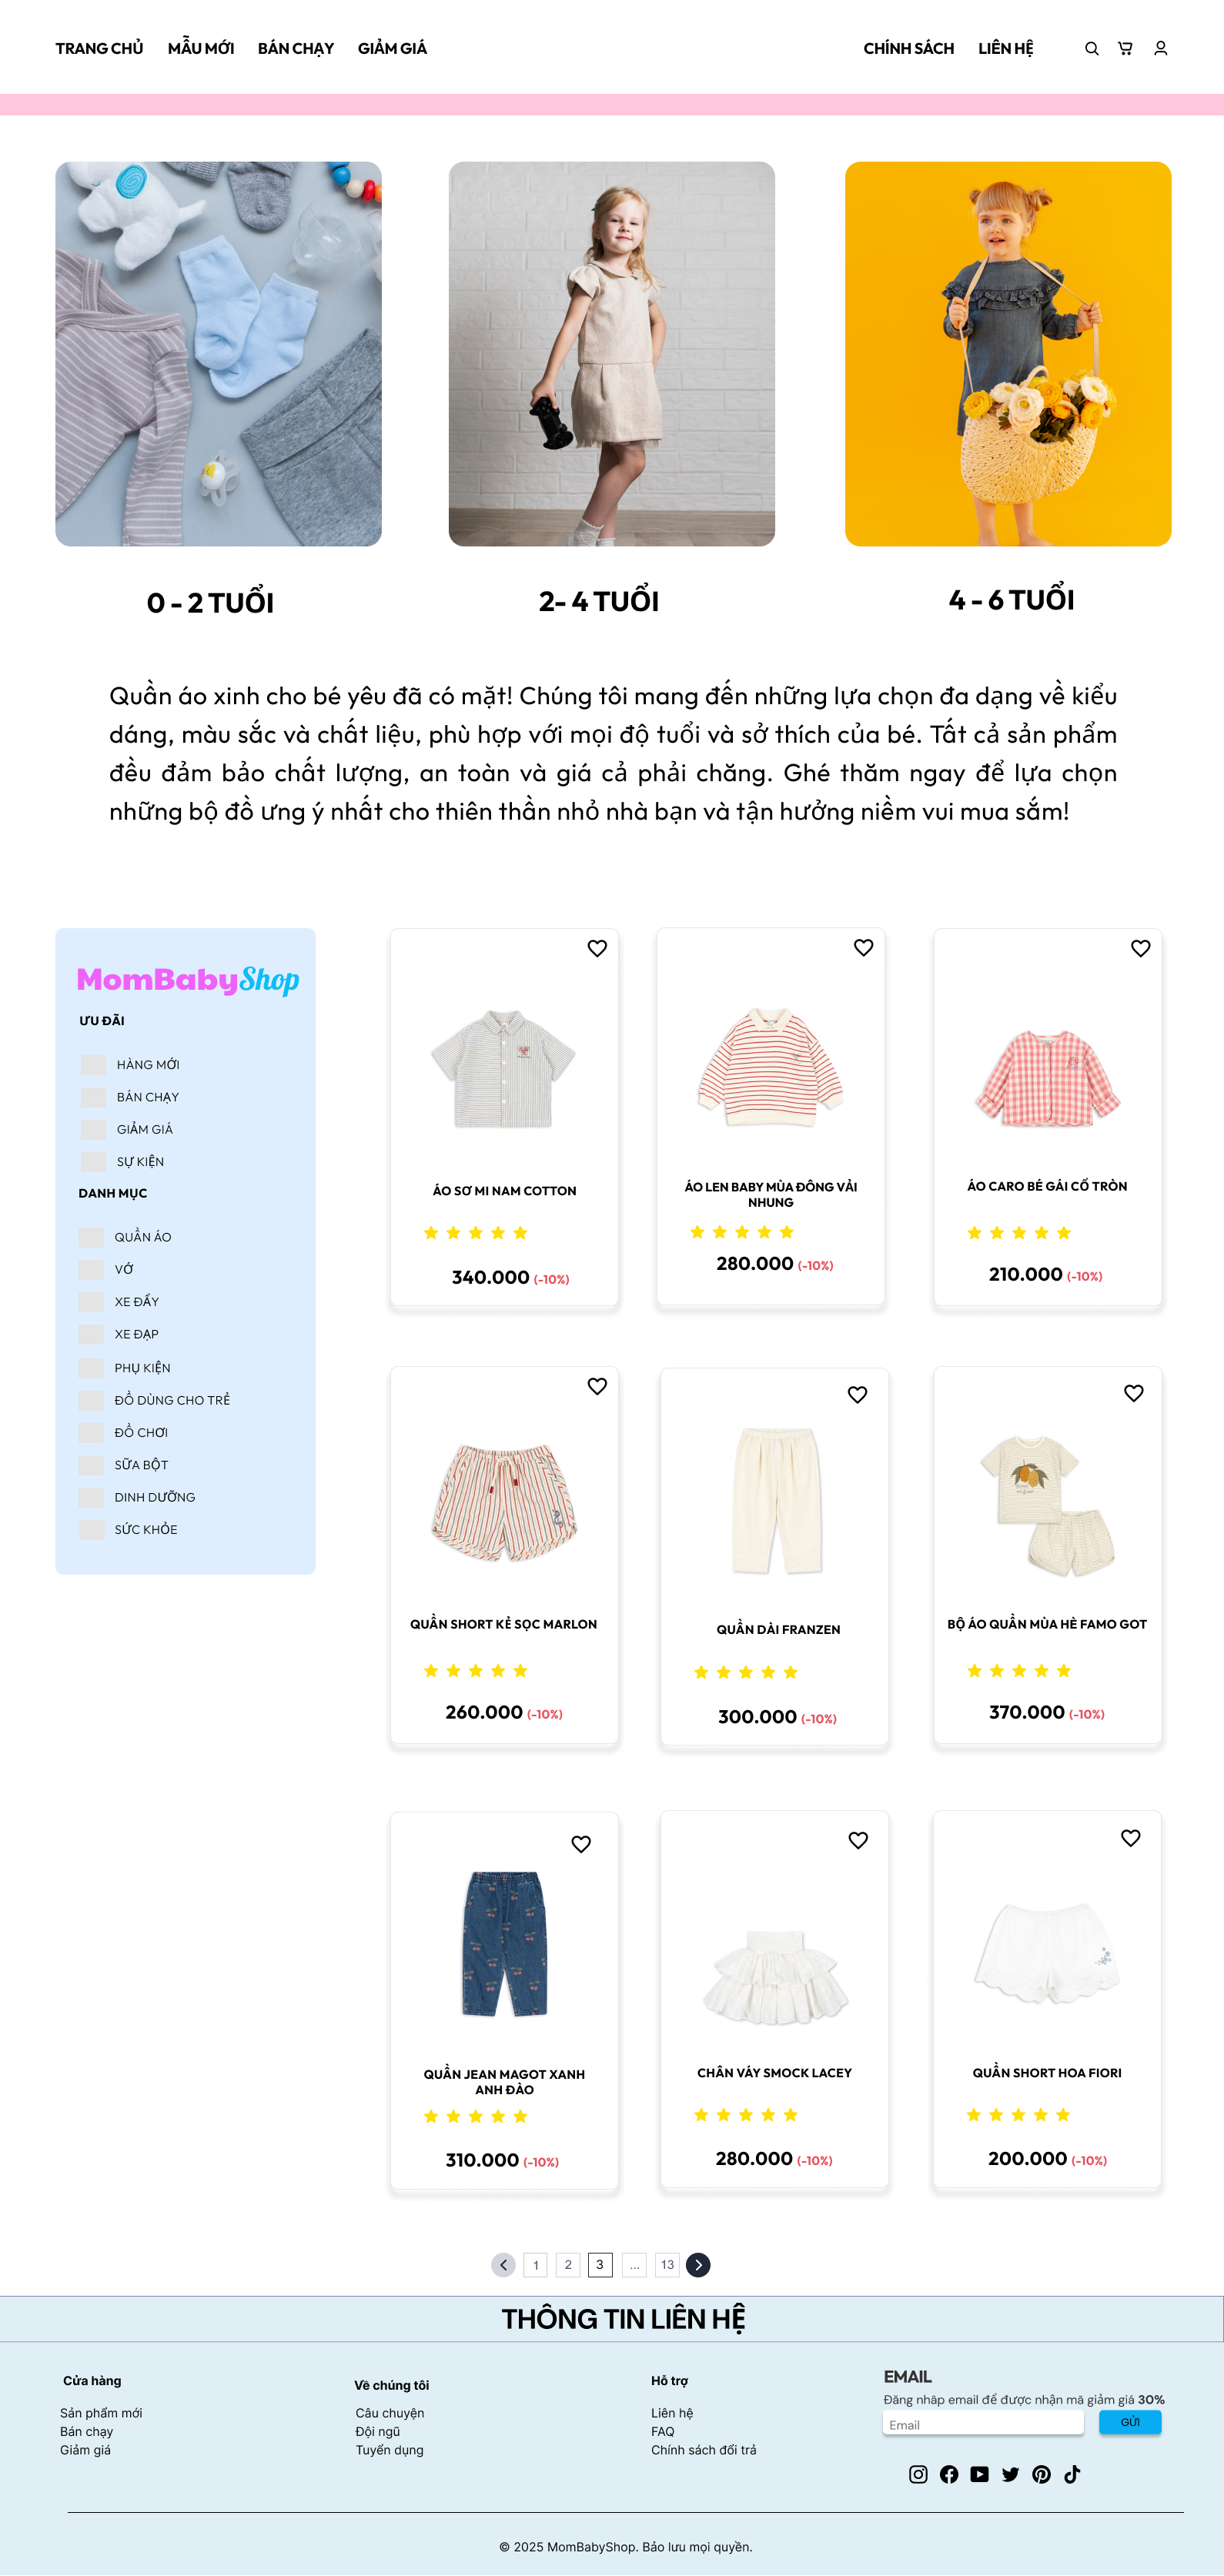 TRANG CHỦ MẪU MỚI BÁN CHẠY GIẢM GIÁ CHÍNH SÁCH LIÊN HỆ
0 - 2 TUỔI
2- 4 TUỔI
4 - 6 TUỔI
Quần áo xinh cho bé yêu đã có mặt! Chúng tôi mang đến những lựa chọn đa dạng về kiểu
dáng, màu sắc và chất liệu, phù hợp với mọi độ tuổi và sở thích của bé. Tất cả sản phẩm
đều đảm bảo chất lượng, an toàn và giá cả phải chăng. Ghé thăm ngay để lựa chọn
những bộ đồ ưng ý nhất cho thiên thần nhỏ nhà bạn và tận hưởng niềm vui mua sắm!
MomBabyShop
ƯU ĐÃI
HÀNG MỚI
BÁN CHẠY
GIẢM GIÁ
SỰ KIỆN
DANH MỤC
QUẦN ÁO
VỚ
XE ĐẨY
XE ĐẠP
PHỤ KIỆN
ĐỒ DÙNG CHO TRẺ
ĐỒ CHƠI
SỮA BỘT
DINH DƯỠNG
SỨC KHỎE
ÁO SƠ MI NAM COTTON
340.000 (-10%)
ÁO LEN BABY MÙA ĐÔNG VẢI
NHUNG
280.000 (-10%)
ÁO CARO BÉ GÁI CỔ TRÒN
210.000 (-10%)
QUẦN SHORT KẺ SỌC MARLON
260.000 (-10%)
QUẦN DÀI FRANZEN
300.000 (-10%)
BỘ ÁO QUẦN MÙA HÈ FAMO GOT
370.000 (-10%)
QUẦN JEAN MAGOT XANH
ANH ĐÀO
310.000 (-10%)
CHÂN VÁY SMOCK LACEY
280.000 (-10%)
QUẦN SHORT HOA FIORI
200.000 (-10%)
1 2 3 ... 13
THÔNG TIN LIÊN HỆ
Cửa hàng
Sản phẩm mới
Bán chạy
Giảm giá
Về chúng tôi
Câu chuyện
Đội ngũ
Tuyển dụng
Hỗ trợ
Liên hệ
FAQ
Chính sách đổi trả
EMAIL
Đăng nhâp email để được nhận mã giảm giá 30%
Email
GỬI
© 2025 MomBabyShop. Bảo lưu mọi quyền.